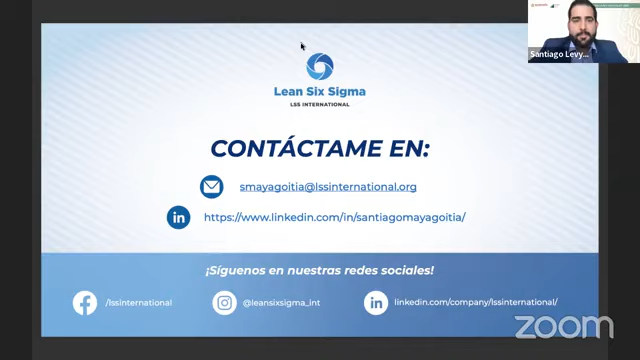 Santiago Levy...
Lean Six Sigma
LSS INTERNATIONAL
CONTÁCTAME EN:
smayagoitia@lssinternational.org
https://www.linkedin.com/in/santiagomayagoitia/
¡Síguenos en nuestras redes sociales!
/lssinternational
@leansixsigma_int
linkedin.com/company/lssinternational/
zoom